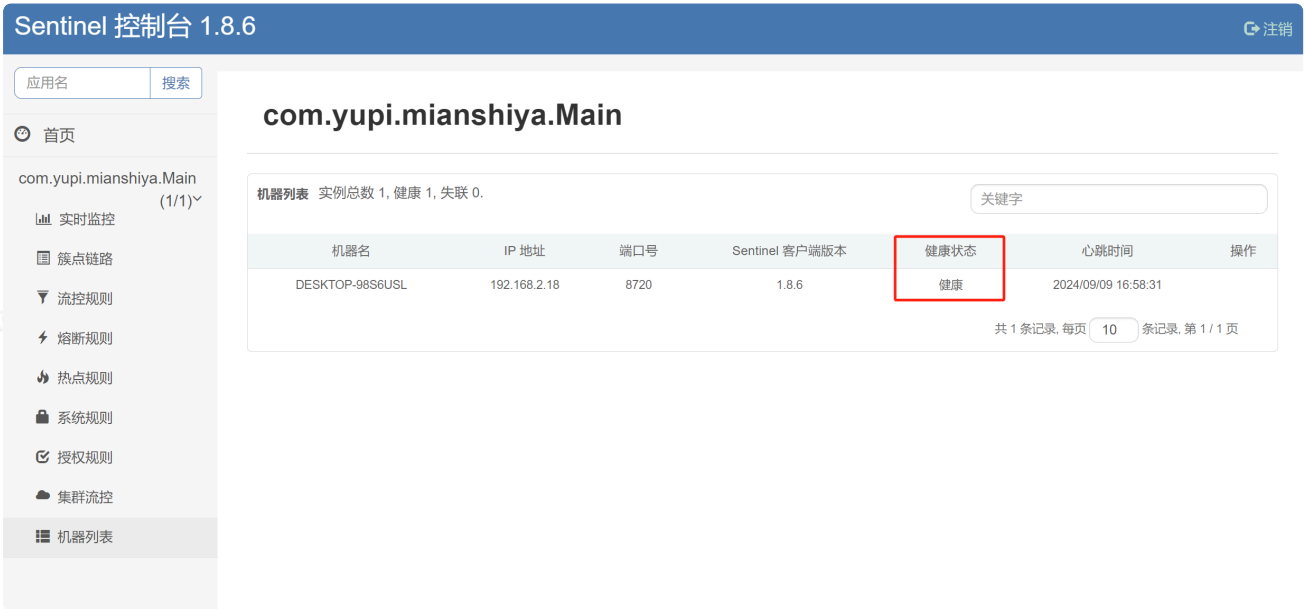 Sentinel 控制台 1.8.6
注销
应用名
搜索
首页
com.yupi.mianshiya.Main
(1/1)
实时监控
簇点链路
流控规则
熔断规则
热点规则
系统规则
授权规则
集群流控
机器列表
com.yupi.mianshiya.Main
机器列表 实例总数 1, 健康 1, 失联 0.
关键字
机器名 IP 地址 端口号 Sentinel 客户端版本 健康状态 心跳时间 操作
DESKTOP-98S6USL 192.168.2.18 8720 1.8.6 健康 2024/09/09 16:58:31
共 1 条记录, 每页 10 条记录, 第 1 / 1 页